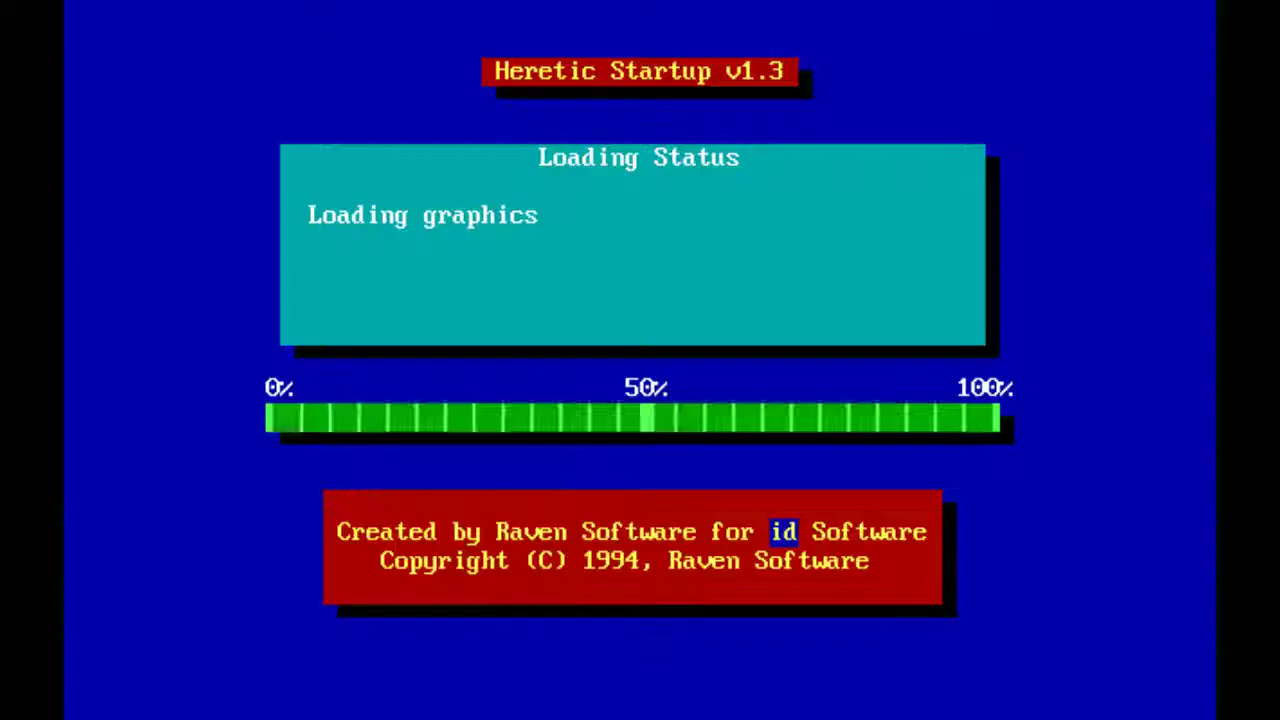 Heretic Startup v1.3
Loading Status
Loading graphics
0% 50% 100%
Created by Raven Software for id Software
Copyright (C) 1994, Raven Software